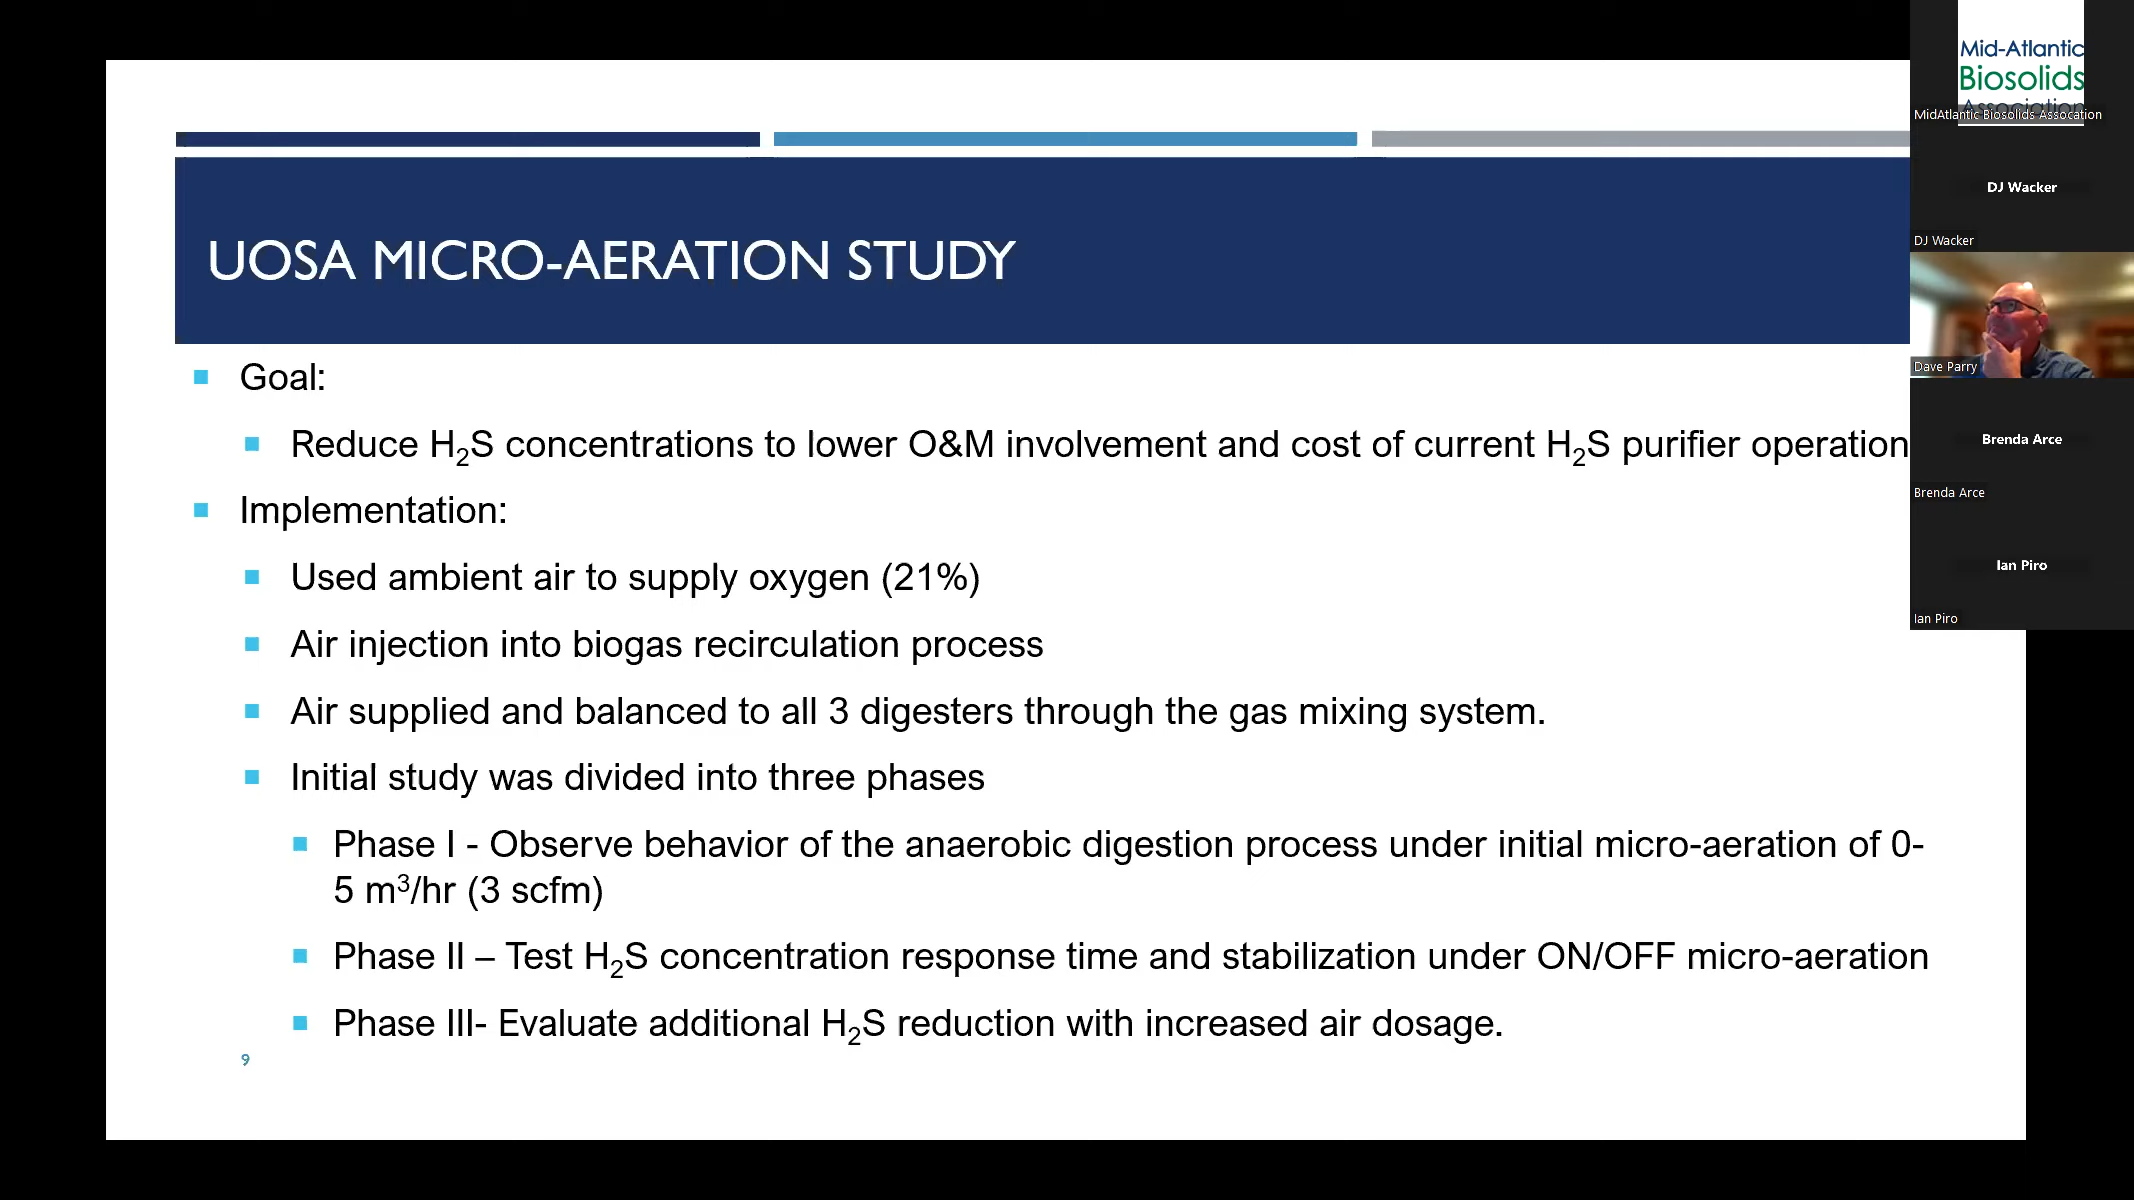 UOSA MICRO-AERATION STUDY
Goal:
Reduce H₂S concentrations to lower O&M involvement and cost of current H₂S purifier operation
Implementation:
Used ambient air to supply oxygen (21%)
Air injection into biogas recirculation process
Air supplied and balanced to all 3 digesters through the gas mixing system.
Initial study was divided into three phases
Phase I - Observe behavior of the anaerobic digestion process under initial micro-aeration of 0-
5 m³/hr (3 scfm)
Phase II – Test H₂S concentration response time and stabilization under ON/OFF micro-aeration
Phase III- Evaluate additional H₂S reduction with increased air dosage.
9
Mid-Atlantic
Biosolids
Association
MidAtlantic Biosolids Assocation
DJ Wacker
DJ Wacker
Dave Parry
Brenda Arce
Brenda Arce
Ian Piro
Ian Piro